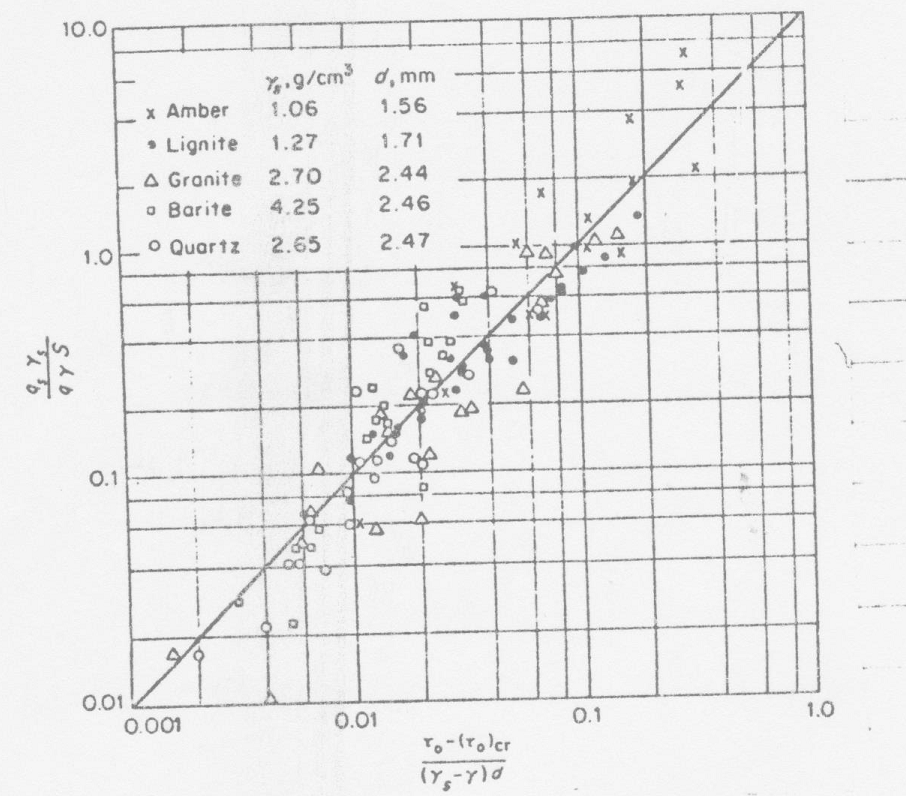 10.0
γs, g/cm³ d, mm
x Amber 1.06 1.56
• Lignite 1.27 1.71
△ Granite 2.70 2.44
□ Barite 4.25 2.46
○ Quartz 2.65 2.47
1.0
qs γs
q γ S
0.1
0.01
0.001 0.01 0.1 1.0
τo-(τo)cr
(γs-γ)d